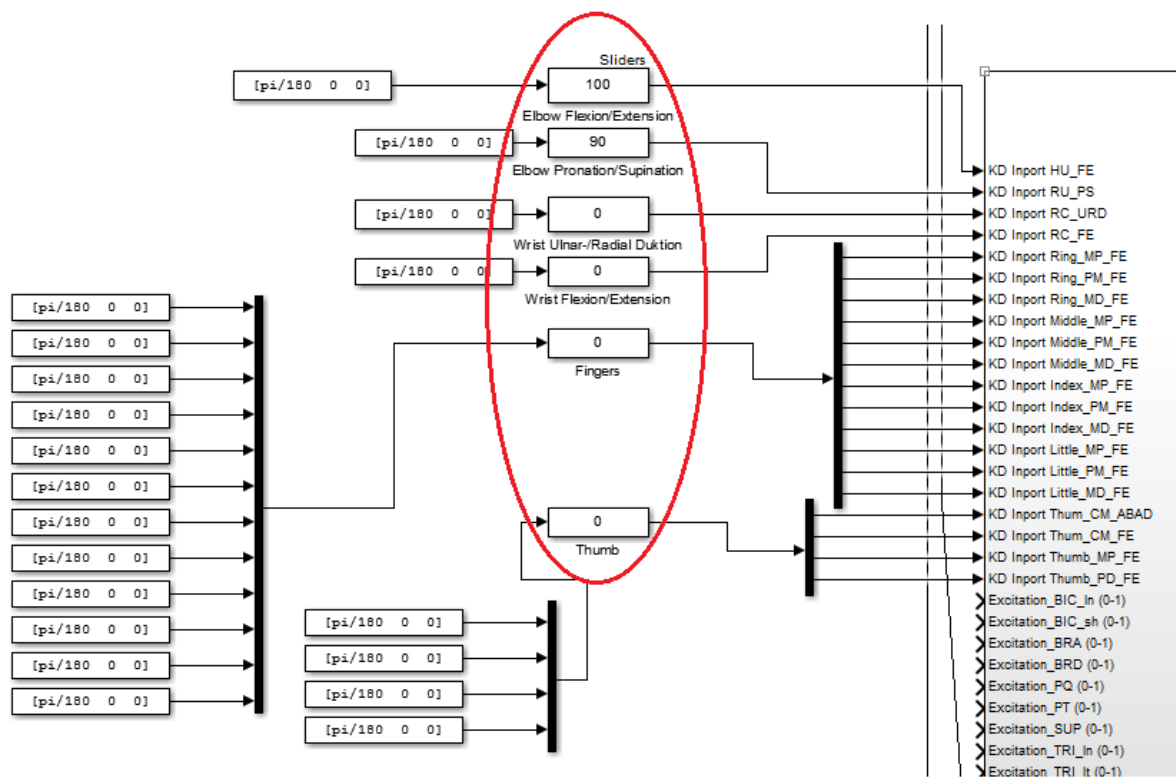 Sliders
[pi/180 0 0]
100
Elbow Flexion/Extension
[pi/180 0 0]
90
Elbow Pronation/Supination
[pi/180 0 0]
0
Wrist Ulnar-/Radial Duktion
[pi/180 0 0]
0
Wrist Flexion/Extension
0
Fingers
[pi/180 0 0]
[pi/180 0 0]
[pi/180 0 0]
[pi/180 0 0]
[pi/180 0 0]
[pi/180 0 0]
[pi/180 0 0]
[pi/180 0 0]
[pi/180 0 0]
[pi/180 0 0]
[pi/180 0 0]
[pi/180 0 0]
0
Thumb
[pi/180 0 0]
[pi/180 0 0]
[pi/180 0 0]
[pi/180 0 0]
KD Inport HU_FE
KD Inport RU_PS
KD Inport RC_URD
KD Inport RC_FE
KD Inport Ring_MP_FE
KD Inport Ring_PM_FE
KD Inport Ring_MD_FE
KD Inport Middle_MP_FE
KD Inport Middle_PM_FE
KD Inport Middle_MD_FE
KD Inport Index_MP_FE
KD Inport Index_PM_FE
KD Inport Index_MD_FE
KD Inport Little_MP_FE
KD Inport Little_PM_FE
KD Inport Little_MD_FE
KD Inport Thum_CM_ABAD
KD Inport Thum_CM_FE
KD Inport Thumb_MP_FE
KD Inport Thumb_PD_FE
Excitation_BIC_ln (0-1)
Excitation_BIC_sh (0-1)
Excitation_BRA (0-1)
Excitation_BRD (0-1)
Excitation_PQ (0-1)
Excitation_PT (0-1)
Excitation_SUP (0-1)
Excitation_TRI_ln (0-1)
Excitation_TRI_lt (0-1)